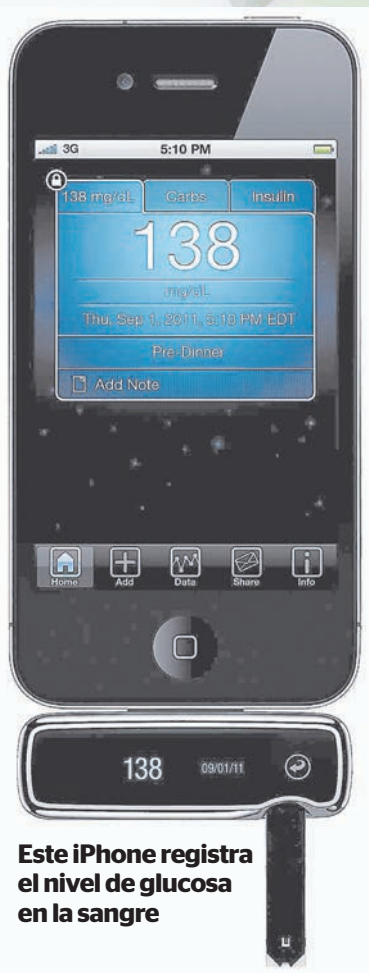 3G 5:10 PM
138 mg/dL Carbs Insulin
138
mg/dL
Thu, Sep 1, 2011, 5:10 PM EDT
Pre-Dinner
Add Note
Home Add Data Share Info
138 09/01/11
Este iPhone registra
el nivel de glucosa
en la sangre